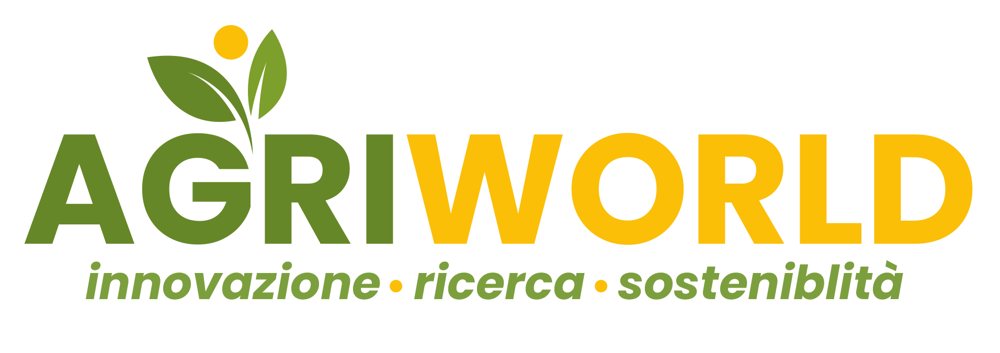 AGRIWORLD
innovazione • ricerca • sosteniblità